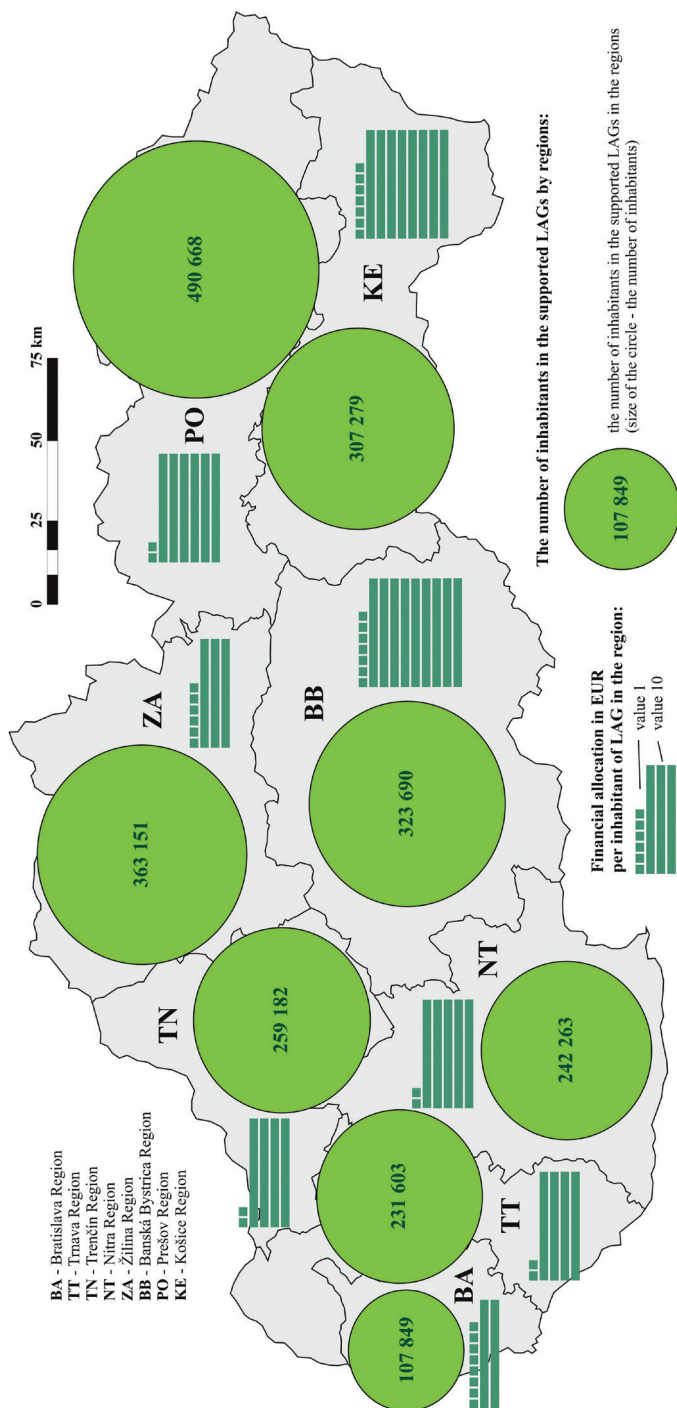 BA - Bratislava Region
TT - Trnava Region
TN - Trenčín Region
NT - Nitra Region
ZA - Žilina Region
BB - Banská Bystrica Region
PO - Prešov Region
KE - Košice Region
0 25 50 75 km
363 151
ZA
PO
490 668
TN
259 182
BB
323 690
307 279
KE
231 603
107 849
BA
TT
NT
242 263
Financial allocation in EUR
per inhabitant of LAG in the region:
value 1
value 10
The number of inhabitants in the supported LAGs by regions:
107 849
the number of inhabitants in the supported LAGs in the regions
(size of the circle - the number of inhabitants)